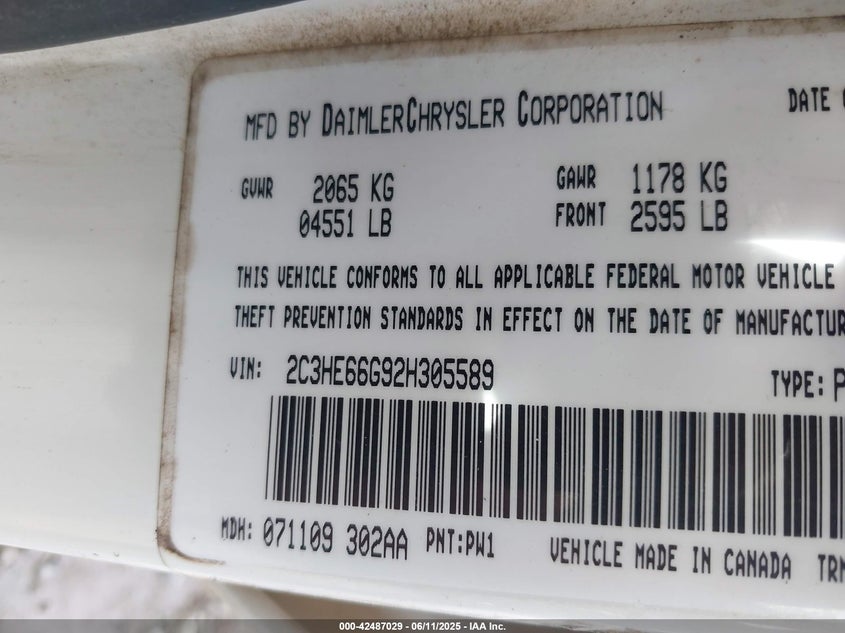 MFD BY DAIMLERCHRYSLER CORPORATION DATE
GVWR 2065 KG GAWR 1178 KG
04551 LB FRONT 2595 LB
THIS VEHICLE CONFORMS TO ALL APPLICABLE FEDERAL MOTOR VEHICLE
THEFT PREVENTION STANDARDS IN EFFECT ON THE DATE OF MANUFACTUR
VIN: 2C3HE66G92H305589 TYPE: P
MDH: 071109 302AA PNT:PW1 VEHICLE MADE IN CANADA TRM
000-42487029 - 06/11/2025 - IAA Inc.